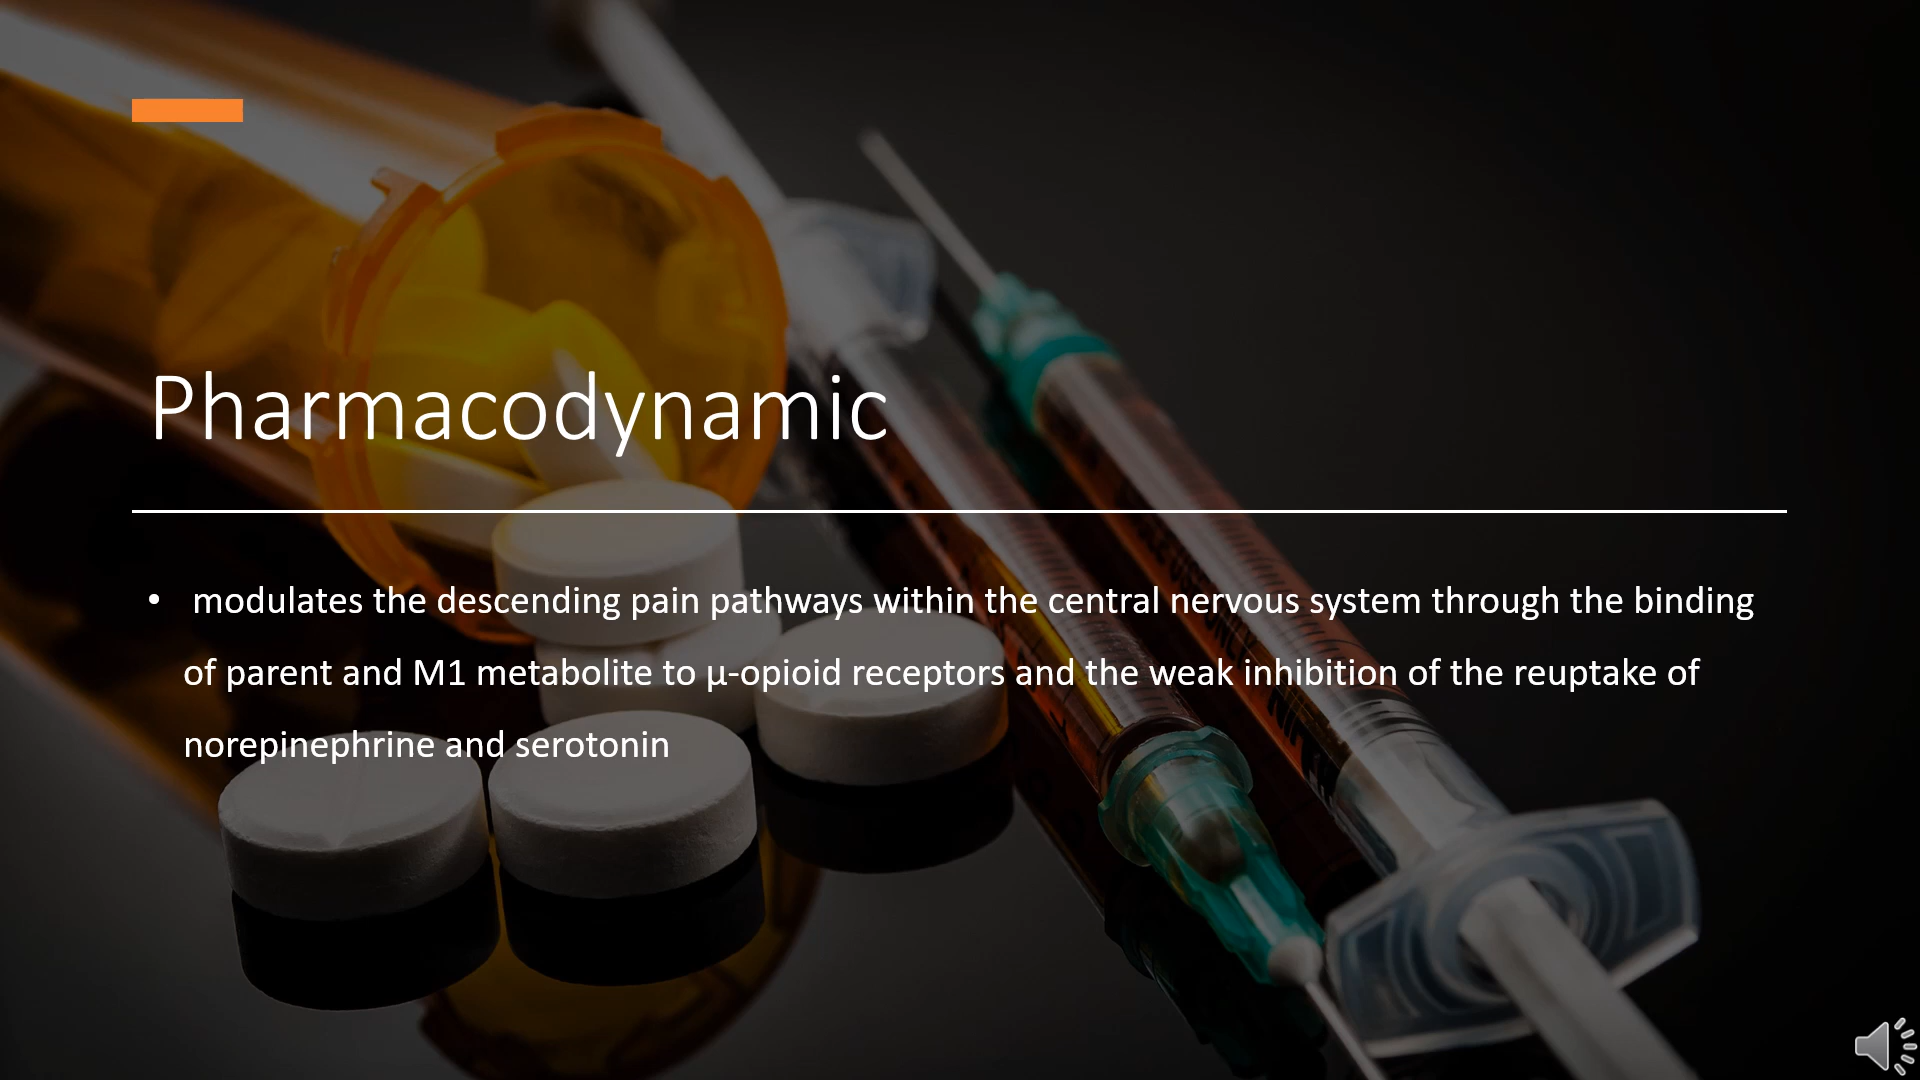 Pharmacodynamic
• modulates the descending pain pathways within the central nervous system through the binding
of parent and M1 metabolite to μ-opioid receptors and the weak inhibition of the reuptake of
norepinephrine and serotonin